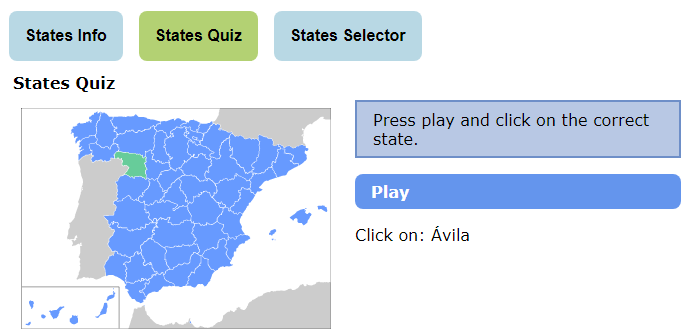 States Info
States Quiz
States Selector
States Quiz
Press play and click on the correct
state.
Play
Click on: Ávila